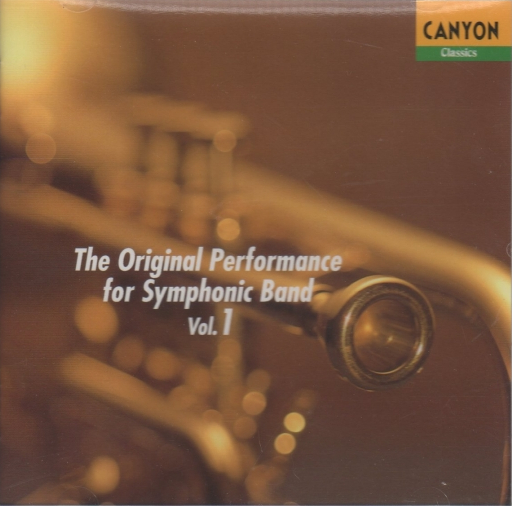 CANYON
Classics
The Original Performance
for Symphonic Band
Vol. 1